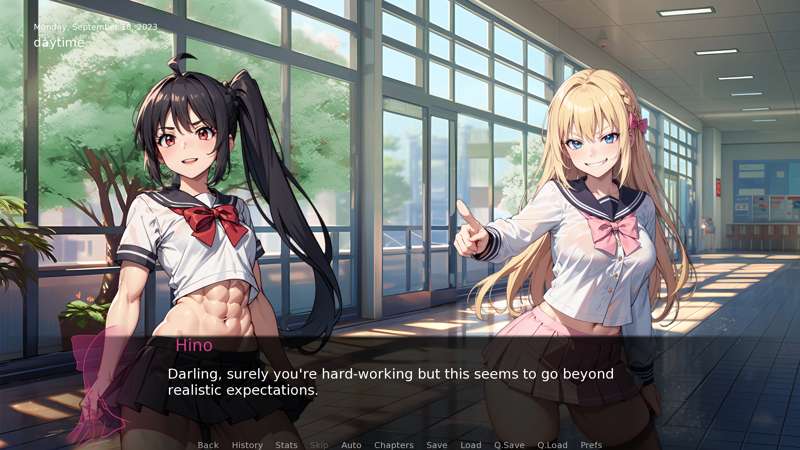 Monday, September 18, 2023
daytime
Hino
Darling, surely you're hard-working but this seems to go beyond
realistic expectations.
Back History Stats Skip Auto Chapters Save Load Q.Save Q.Load Prefs